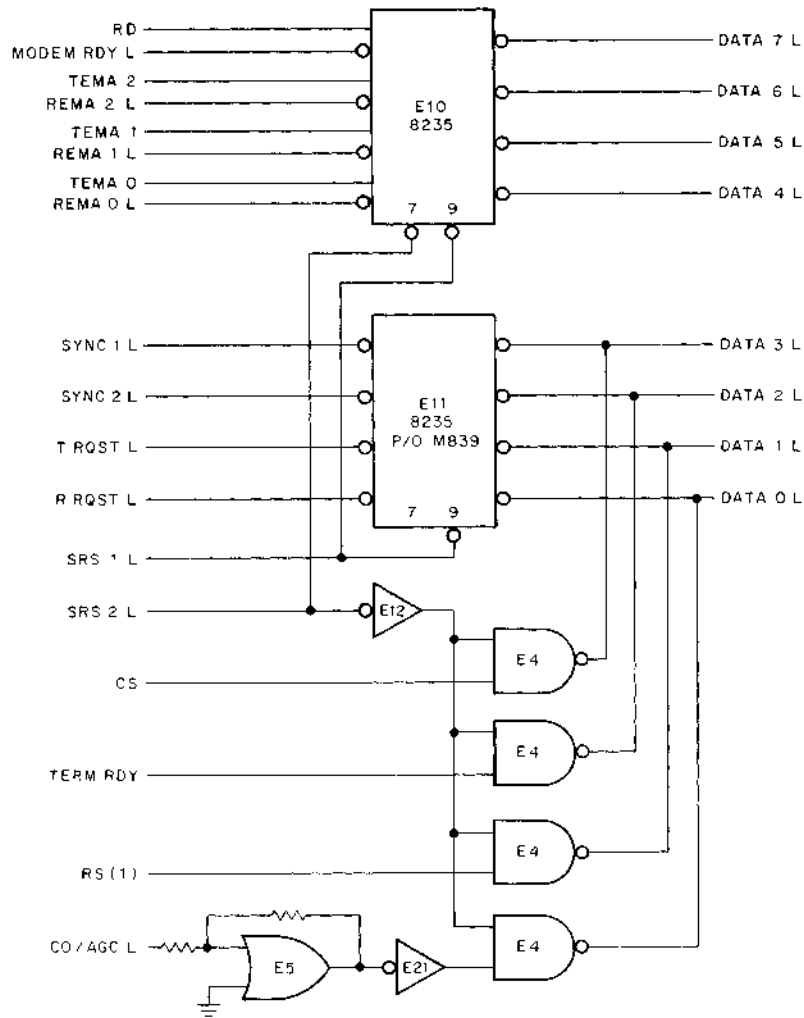 RD
MODEM RDY L
TEMA 2
REMA 2 L
TEMA 1
REMA 1 L
TEMA 0
REMA 0 L
E10
8235
7 9
DATA 7 L
DATA 6 L
DATA 5 L
DATA 4 L
SYNC 1 L
SYNC 2 L
T RQST L
R RQST L
E11
8235
P/O M839
7 9
DATA 3 L
DATA 2 L
DATA 1 L
DATA 0 L
SRS 1 L
SRS 2 L
E12
CS
E4
TERM RDY
E4
RS(1)
E4
CO/AGC L
E5
E21
E4